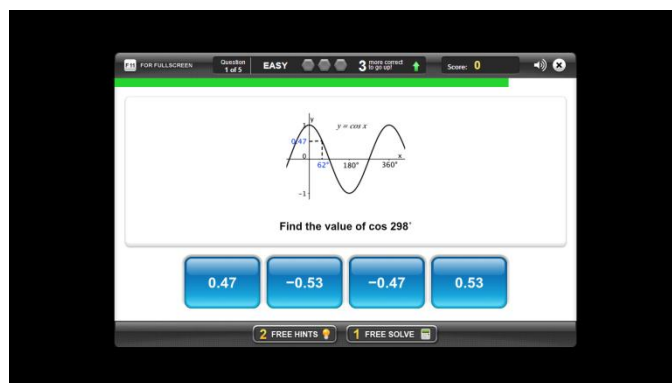 F11 FOR FULLSCREEN
Question
1 of 5
EASY
3 more correct
to go up!
Score: 0
y
1
y = cos x
0.47
0
62°
180°
360°
x
-1
Find the value of cos 298°
0.47
−0.53
−0.47
0.53
2 FREE HINTS
1 FREE SOLVE